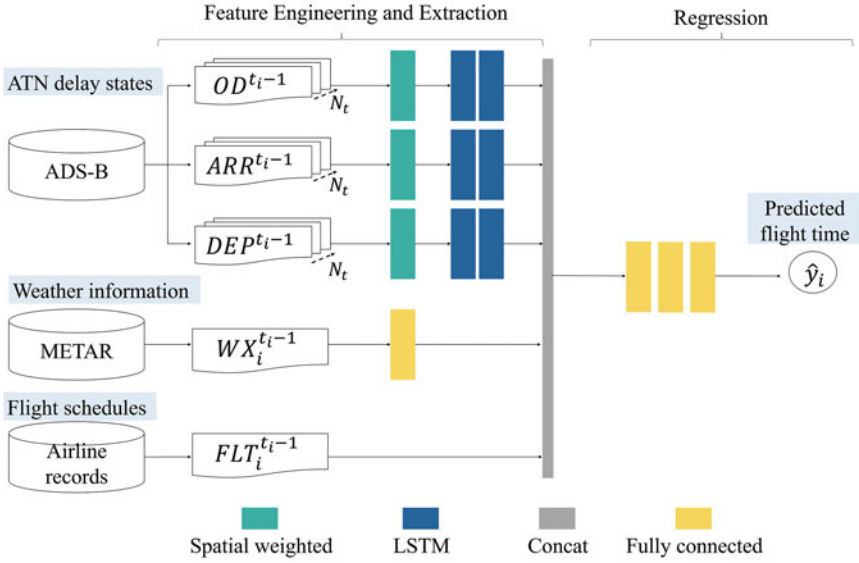 Feature Engineering and Extraction
Regression
ATN delay states
ADS-B
OD^{t_i-1}
N_t
ARR^{t_i-1}
N_t
DEP^{t_i-1}
N_t
Predicted
flight time
ŷ_i
Weather information
METAR
WX_i^{t_i-1}
Flight schedules
Airline
records
FLT_i^{t_i-1}
Spatial weighted
LSTM
Concat
Fully connected